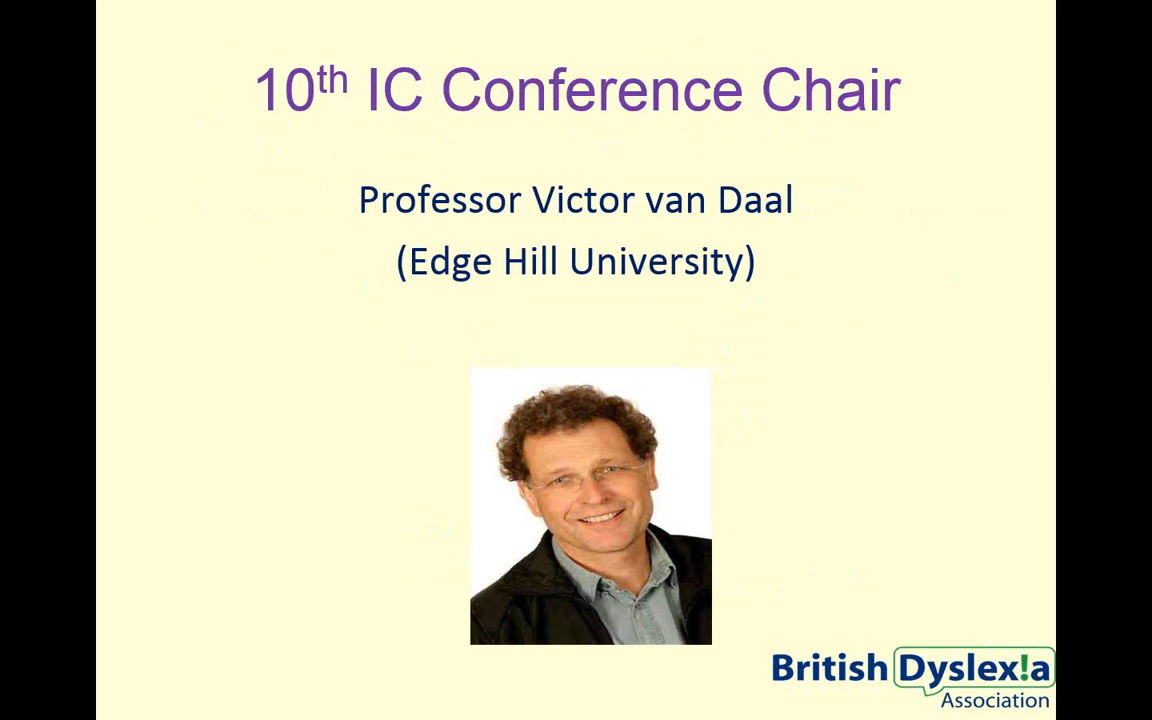 10th IC Conference Chair
Professor Victor van Daal
(Edge Hill University)
British Dyslex!a
Association